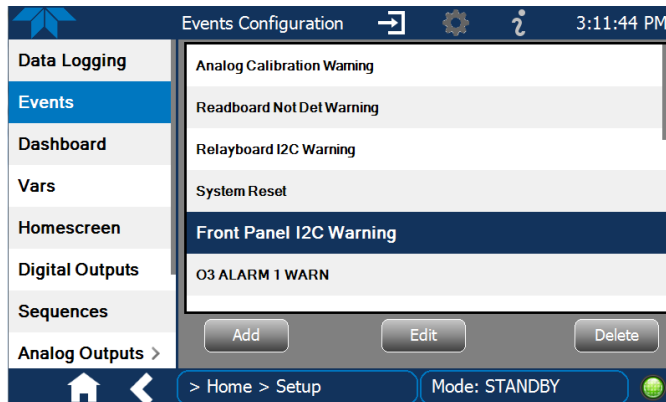 Events Configuration 3:11:44 PM
Data Logging
Events
Dashboard
Vars
Homescreen
Digital Outputs
Sequences
Analog Outputs >
Analog Calibration Warning
Readboard Not Det Warning
Relayboard I2C Warning
System Reset
Front Panel I2C Warning
O3 ALARM 1 WARN
Add Edit Delete
> Home > Setup Mode: STANDBY